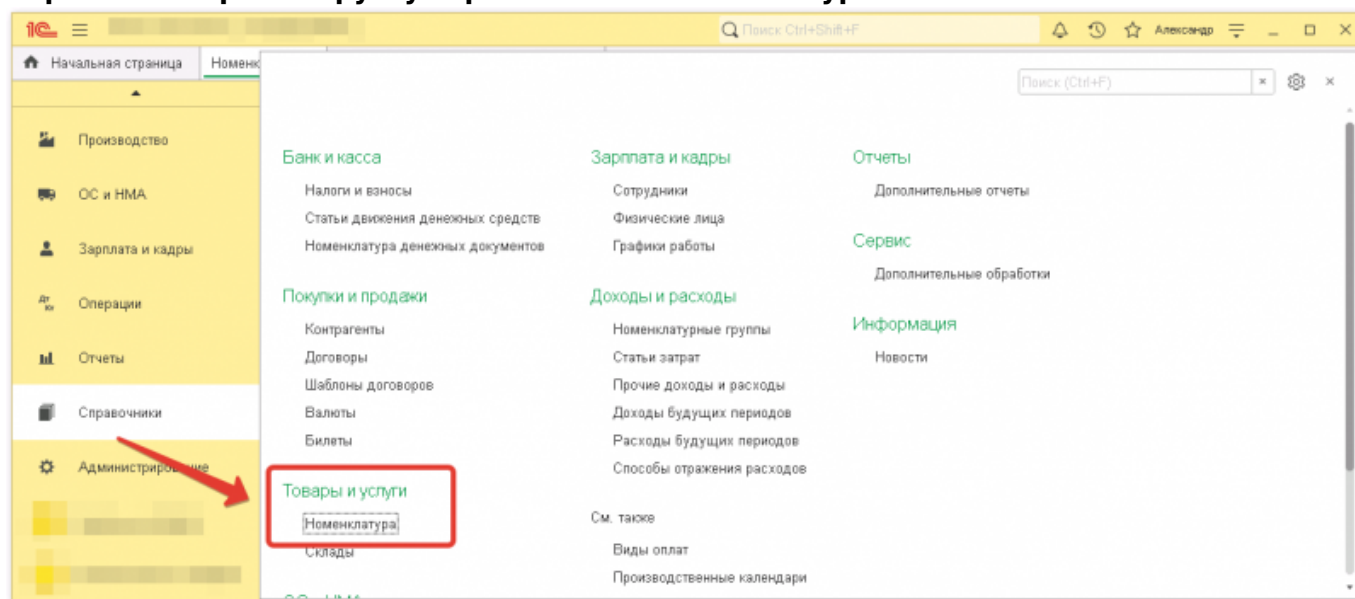 1С
Поиск Ctrl+Shift+F
Александр
Начальная страница
Номенк
Поиск (Ctrl+F)
Производство
ОС и НМА
Зарплата и кадры
Операции
Отчеты
Справочники
Администрирование
Банк и касса
Налоги и взносы
Статьи движения денежных средств
Номенклатура денежных документов
Покупки и продажи
Контрагенты
Договоры
Шаблоны договоров
Валюты
Билеты
Товары и услуги
Номенклатура
Склады
Зарплата и кадры
Сотрудники
Физические лица
Графики работы
Доходы и расходы
Номенклатурные группы
Статьи затрат
Прочие доходы и расходы
Доходы будущих периодов
Расходы будущих периодов
Способы отражения расходов
См. также
Виды оплат
Производственные календари
Отчеты
Дополнительные отчеты
Сервис
Дополнительные обработки
Информация
Новости